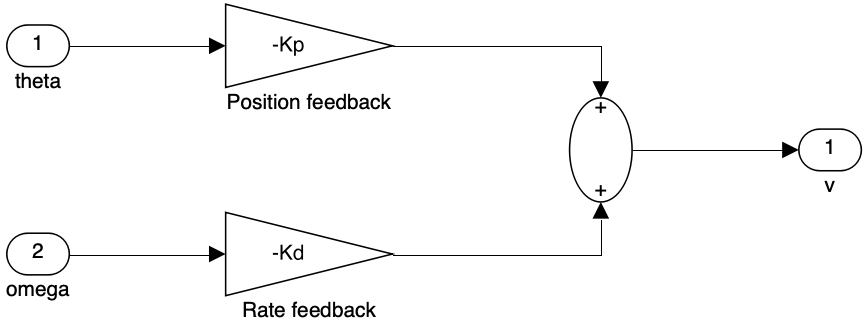 1
theta
-Kp
Position feedback
+
+
1
v
2
omega
-Kd
Rate feedback